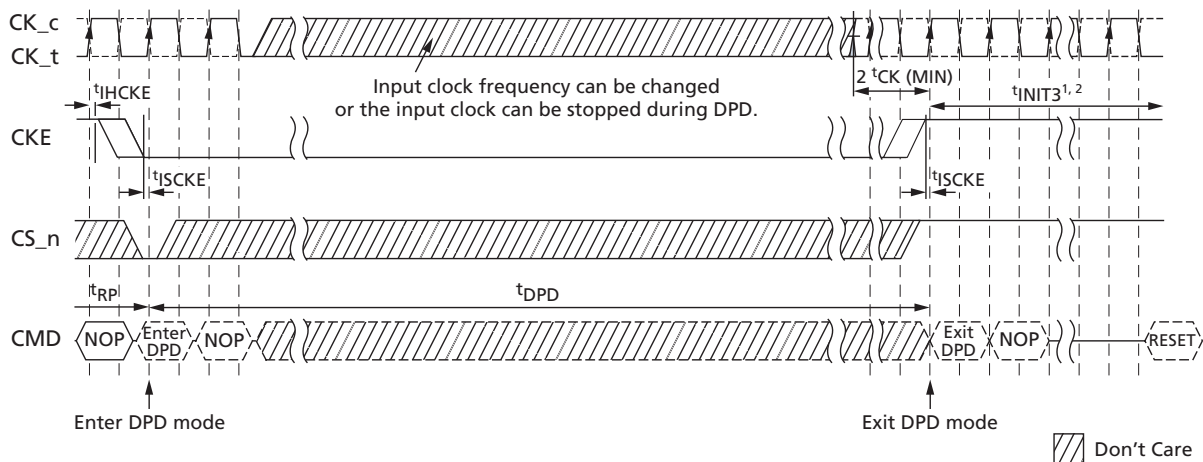 CK_c
CK_t
Input clock frequency can be changed
or the input clock can be stopped during DPD.
2 tCK (MIN)
tIHCKE
tINIT3 1, 2
CKE
tISCKE
tISCKE
CS_n
tRP
tDPD
CMD
NOP
Enter
DPD
NOP
Exit
DPD
NOP
RESET
Enter DPD mode
Exit DPD mode
Don't Care